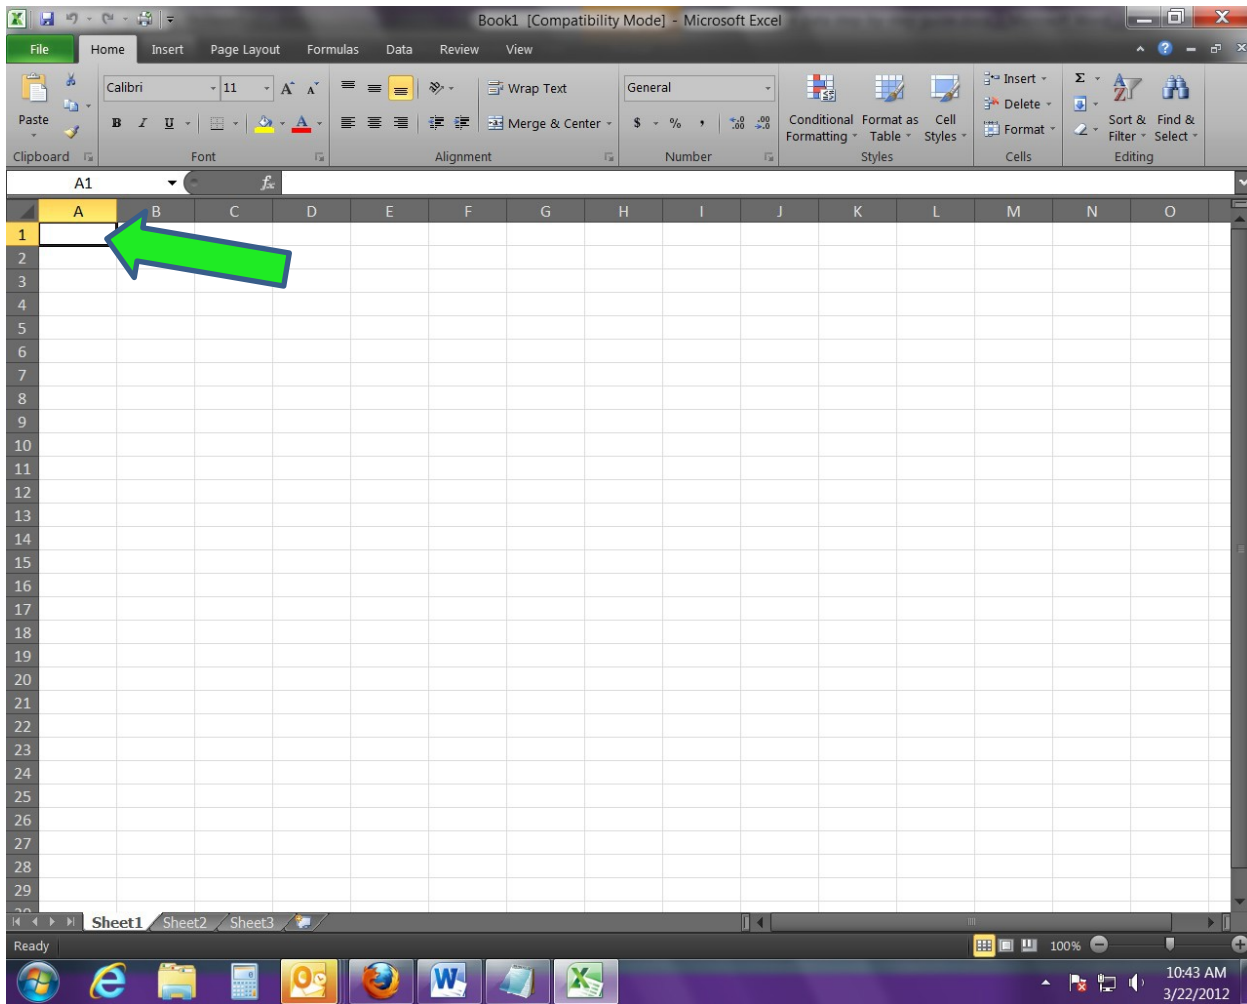 Book1 [Compatibility Mode] - Microsoft Excel
File Home Insert Page Layout Formulas Data Review View
Calibri 11 Wrap Text General Insert Σ
Delete
Paste B I U A Merge & Center $ % , .0 .00 .00 .0 Conditional Formatting Format as Table Cell Styles Format Sort & Filter Find & Select
Clipboard Font Alignment Number Styles Cells Editing
A1 fx
A B C D E F G H I J K L M N O
1
2
3
4
5
6
7
8
9
10
11
12
13
14
15
16
17
18
19
20
21
22
23
24
25
26
27
28
29
Sheet1 Sheet2 Sheet3
Ready 100%
10:43 AM
3/22/2012